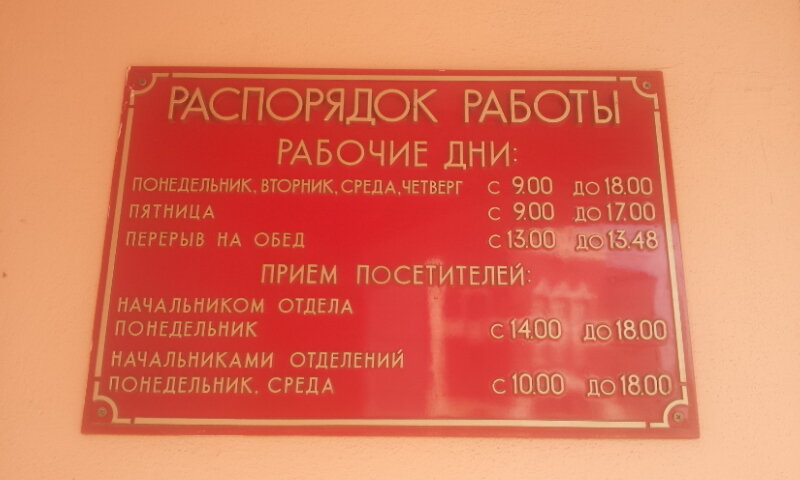 РАСПОРЯДОК РАБОТЫ
РАБОЧИЕ ДНИ:
ПОНЕДЕЛЬНИК, ВТОРНИК, СРЕДА, ЧЕТВЕРГ С 9.00 ДО 18.00
ПЯТНИЦА С 9.00 ДО 17.00
ПЕРЕРЫВ НА ОБЕД С 13.00 ДО 13.48
ПРИЕМ ПОСЕТИТЕЛЕЙ:
НАЧАЛЬНИКОМ ОТДЕЛА
ПОНЕДЕЛЬНИК С 14.00 ДО 18.00
НАЧАЛЬНИКАМИ ОТДЕЛЕНИЙ
ПОНЕДЕЛЬНИК, СРЕДА С 10.00 ДО 18.00